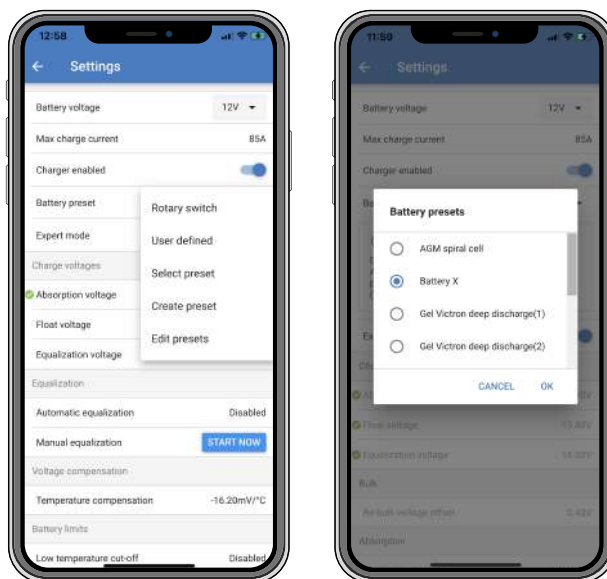 12:58
Settings
Battery voltage 12V
Max charge current 85A
Charger enabled
Battery preset
Rotary switch
Expert mode
User defined
Charge voltages
Select preset
Absorption voltage
Create preset
Float voltage
Edit presets
Equalization voltage
Equalization
Automatic equalization Disabled
Manual equalization START NOW
Voltage compensation
Temperature compensation -16.20mV/°C
Battery limits
Low temperature cut-off Disabled
11:59
Settings
Battery voltage 12V
Max charge current 85A
Charger enabled
Battery presets
AGM spiral cell
Battery X
Gel Victron deep discharge(1)
Gel Victron deep discharge(2)
CANCEL OK
Float voltage
Equalization voltage
Bulk
Re-bulk voltage offset
Absorption